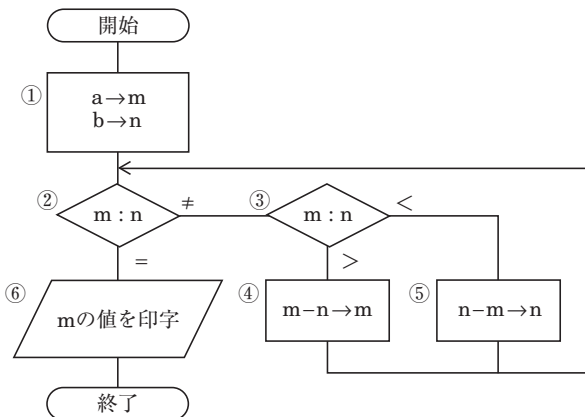 開始
①
a→m
b→n
②
m : n
≠
③
m : n
<
=
>
⑥
mの値を印字
④
m−n→m
⑤
n−m→n
終了